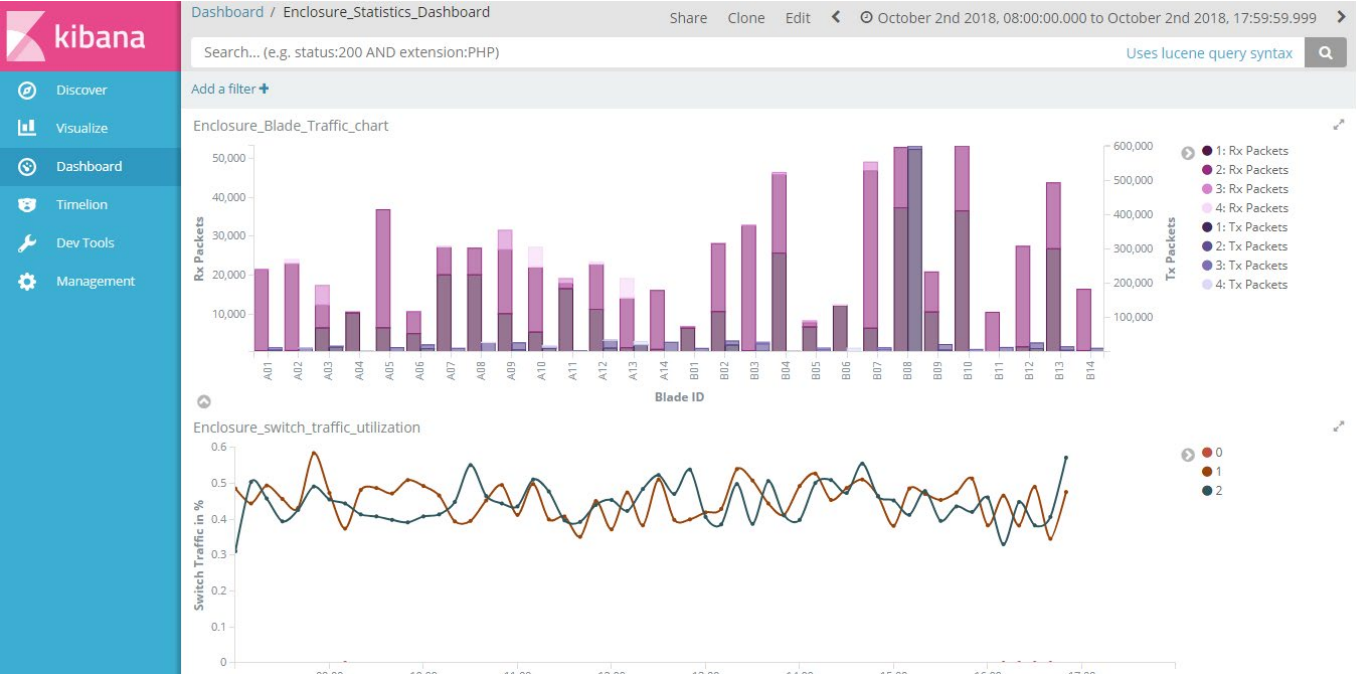 kibana
Dashboard / Enclosure_Statistics_Dashboard
Share Clone Edit October 2nd 2018, 08:00:00.000 to October 2nd 2018, 17:59:59.999
Search... (e.g. status:200 AND extension:PHP) Uses lucene query syntax
Add a filter +
Discover
Visualize
Dashboard
Timelion
Dev Tools
Management
Enclosure_Blade_Traffic_chart
Rx Packets
50,000
40,000
30,000
20,000
10,000
600,000
500,000
400,000
300,000
200,000
100,000
Tx Packets
A01 A02 A03 A04 A05 A06 A07 A08 A09 A10 A11 A12 A13 A14 B01 B02 B03 B04 B05 B06 B07 B08 B09 B10 B11 B12 B13 B14
Blade ID
1: Rx Packets
2: Rx Packets
3: Rx Packets
4: Rx Packets
1: Tx Packets
2: Tx Packets
3: Tx Packets
4: Tx Packets
Enclosure_switch_traffic_utilization
Switch Traffic in %
0.6
0.5
0.4
0.3
0.2
0.1
0
0
1
2